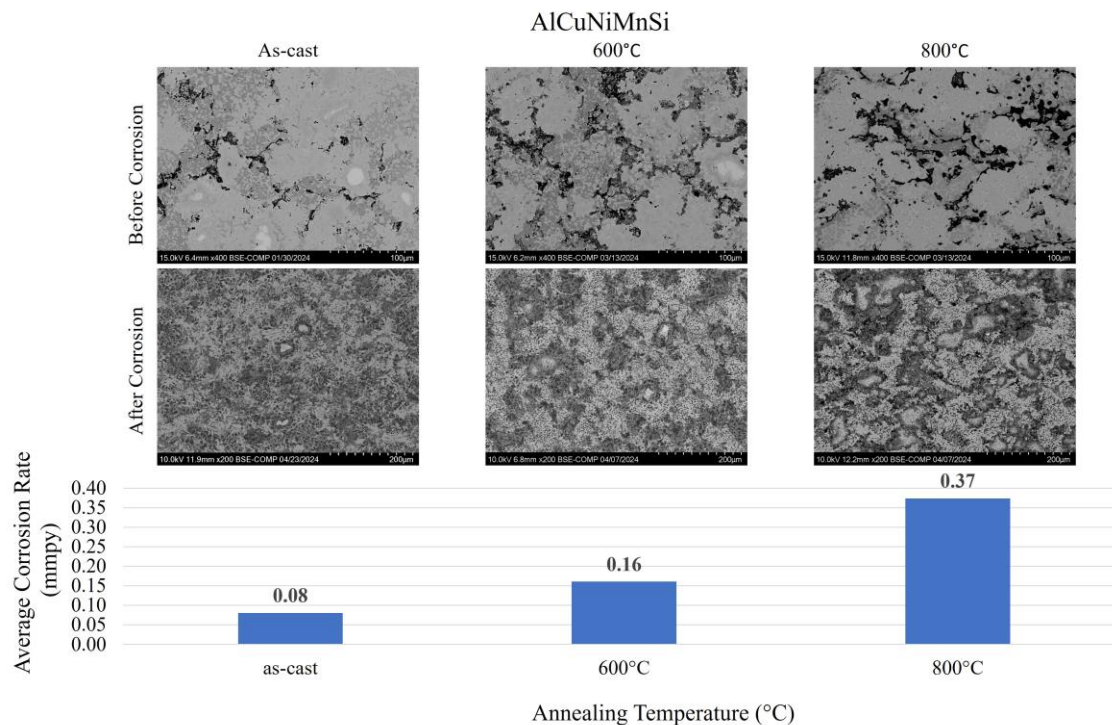 AlCuNiMnSi
As-cast 600°C 800°C
Before Corrosion
15.0kV 6.4mm x400 BSE-COMP 01/30/2024 100μm
15.0kV 6.2mm x400 BSE-COMP 03/13/2024 100μm
15.0kV 11.8mm x400 BSE-COMP 03/13/2024 100μm
After Corrosion
10.0kV 11.9mm x200 BSE-COMP 04/23/2024 200μm
10.0kV 6.8mm x200 BSE-COMP 04/07/2024 200μm
10.0kV 12.2mm x200 BSE-COMP 04/07/2024 200μm
Average Corrosion Rate
(mmpy)
0.40
0.35
0.30
0.25
0.20
0.15
0.10
0.05
0.00
0.08
0.16
0.37
as-cast 600°C 800°C
Annealing Temperature (°C)